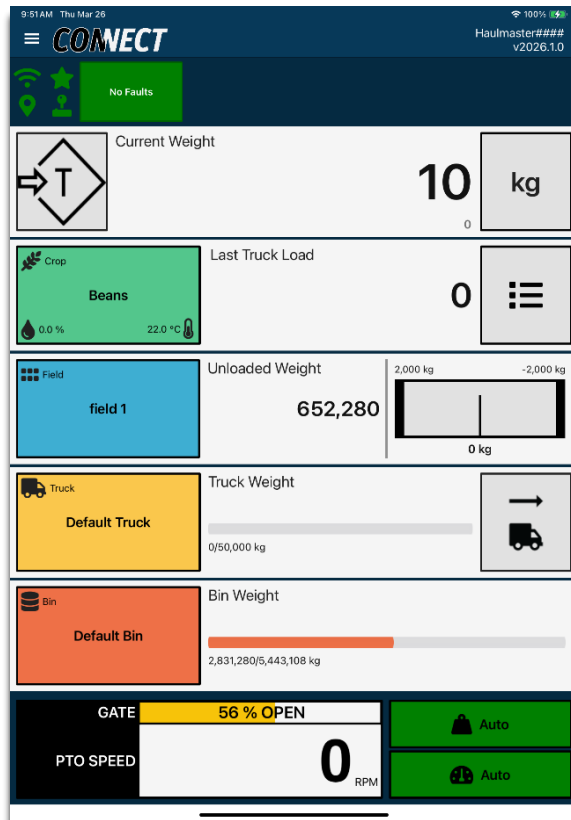 9:51AM Thu Mar 26
100%
CONNECT
Haulmaster####
v2026.1.0
No Faults
Current Weight
T
10
kg
0
Crop
Beans
0.0 %
22.0 °C
Last Truck Load
0
Field
field 1
Unloaded Weight
652,280
2,000 kg
-2,000 kg
0 kg
Truck
Default Truck
Truck Weight
0/50,000 kg
Bin
Default Bin
Bin Weight
2,831,280/5,443,108 kg
GATE
56 % OPEN
Auto
PTO SPEED
0
RPM
Auto